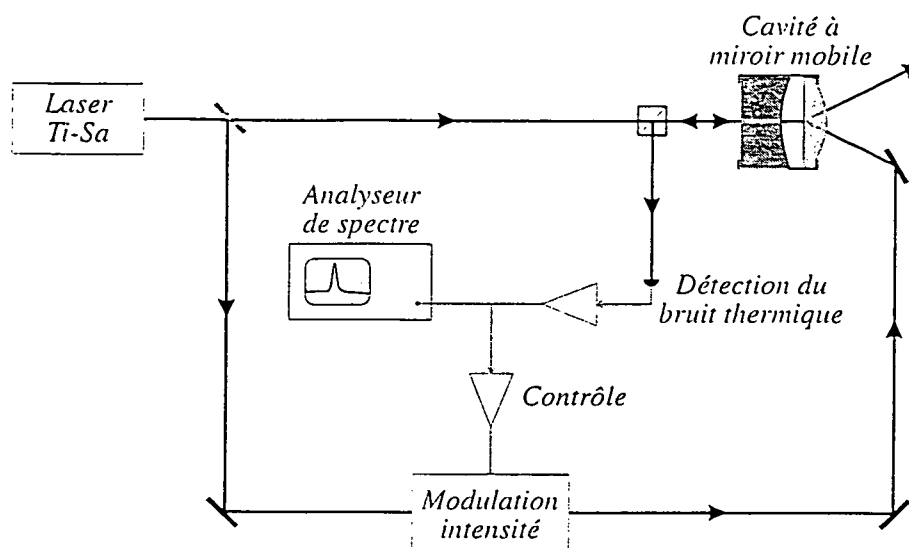 Cavité à
miroir mobile
Laser
Ti-Sa
Analyseur
de spectre
Détection du
bruit thermique
Contrôle
Modulation
intensité